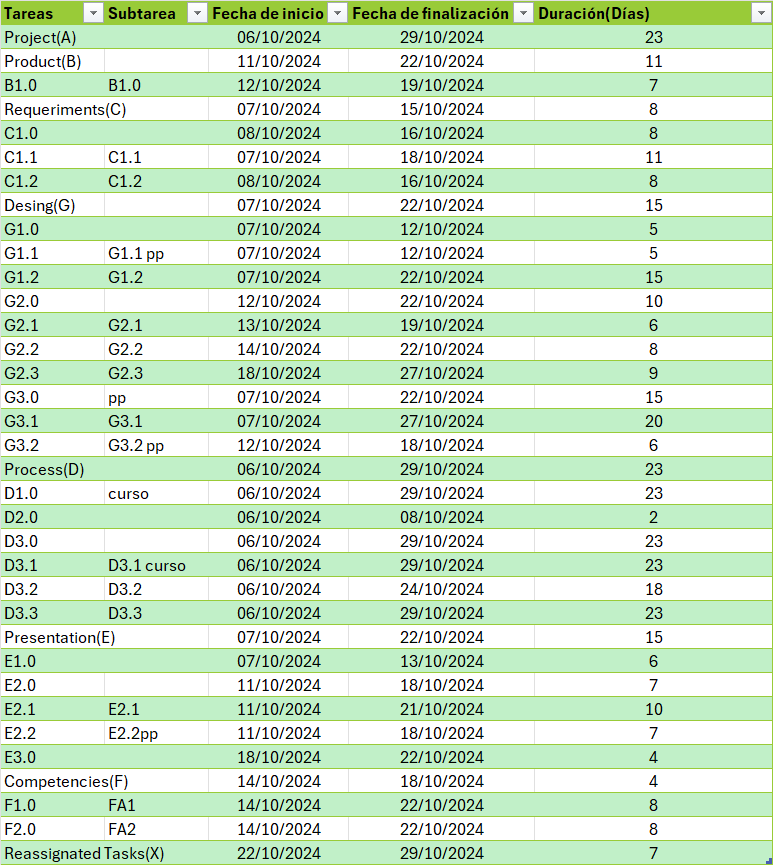 Tareas Subtarea Fecha de inicio Fecha de finalización Duración(Días)
Project(A) 06/10/2024 29/10/2024 23
Product(B) 11/10/2024 22/10/2024 11
B1.0 B1.0 12/10/2024 19/10/2024 7
Requeriments(C) 07/10/2024 15/10/2024 8
C1.0 08/10/2024 16/10/2024 8
C1.1 C1.1 07/10/2024 18/10/2024 11
C1.2 C1.2 08/10/2024 16/10/2024 8
Desing(G) 07/10/2024 22/10/2024 15
G1.0 07/10/2024 12/10/2024 5
G1.1 G1.1 pp 07/10/2024 12/10/2024 5
G1.2 G1.2 07/10/2024 22/10/2024 15
G2.0 12/10/2024 22/10/2024 10
G2.1 G2.1 13/10/2024 19/10/2024 6
G2.2 G2.2 14/10/2024 22/10/2024 8
G2.3 G2.3 18/10/2024 27/10/2024 9
G3.0 pp 07/10/2024 22/10/2024 15
G3.1 G3.1 07/10/2024 27/10/2024 20
G3.2 G3.2 pp 12/10/2024 18/10/2024 6
Process(D) 06/10/2024 29/10/2024 23
D1.0 curso 06/10/2024 29/10/2024 23
D2.0 06/10/2024 08/10/2024 2
D3.0 06/10/2024 29/10/2024 23
D3.1 D3.1 curso 06/10/2024 29/10/2024 23
D3.2 D3.2 06/10/2024 24/10/2024 18
D3.3 D3.3 06/10/2024 29/10/2024 23
Presentation(E) 07/10/2024 22/10/2024 15
E1.0 07/10/2024 13/10/2024 6
E2.0 11/10/2024 18/10/2024 7
E2.1 E2.1 11/10/2024 21/10/2024 10
E2.2 E2.2pp 11/10/2024 18/10/2024 7
E3.0 18/10/2024 22/10/2024 4
Competencies(F) 14/10/2024 18/10/2024 4
F1.0 FA1 14/10/2024 22/10/2024 8
F2.0 FA2 14/10/2024 22/10/2024 8
Reassignated Tasks(X) 22/10/2024 29/10/2024 7